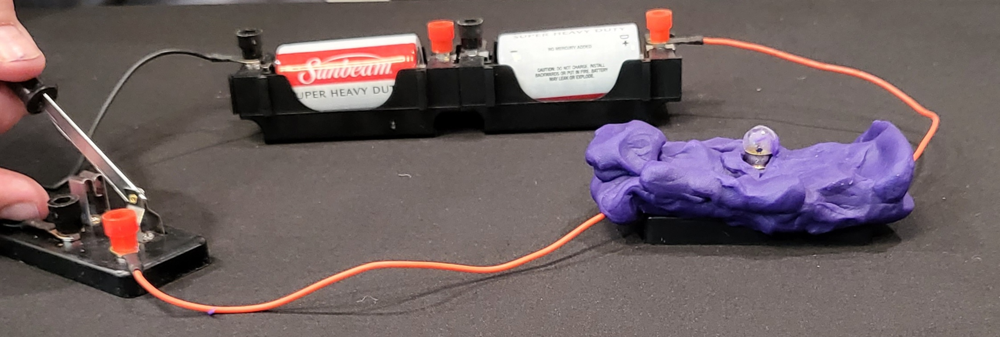 Sunbeam
UPER HEAVY DUT
SUPER HEAVY DUTY
D+
-
NO MERCURY ADDED
CAUTION: DO NOT CHARGE, INSTALL
BACKWARDS OR PUT IN FIRE. BATTERY
MAY LEAK OR EXPLODE.